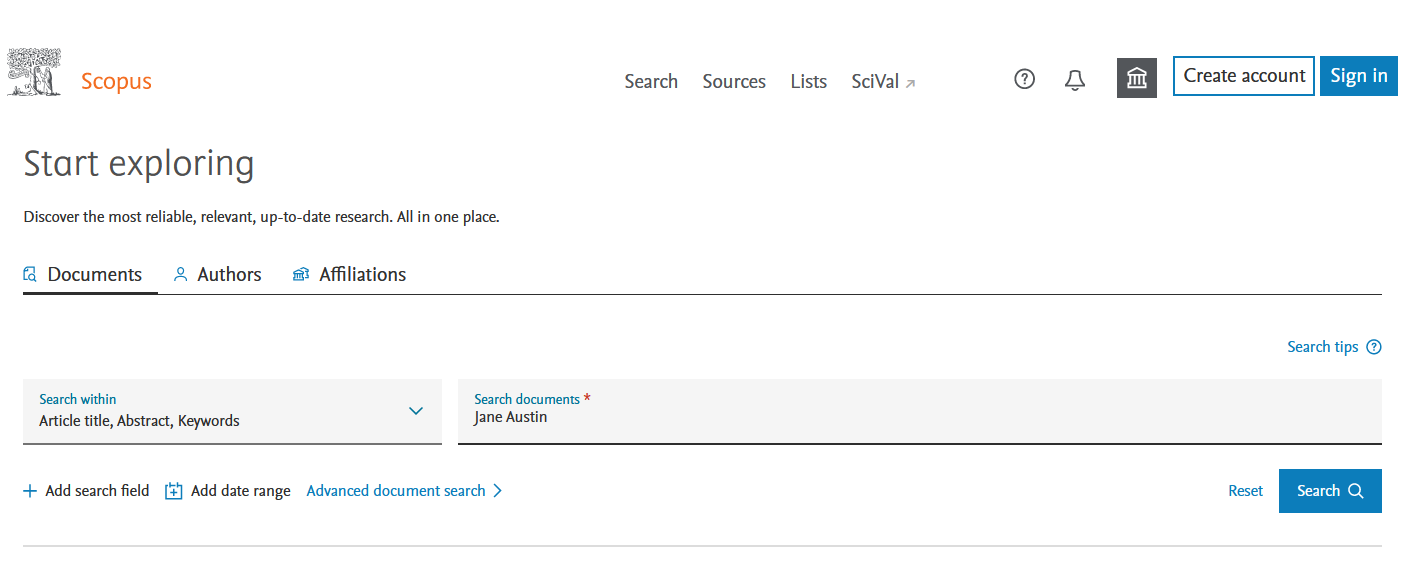 Scopus
Search Sources Lists SciVal ↗
Create account
Sign in
Start exploring
Discover the most reliable, relevant, up-to-date research. All in one place.
Documents Authors Affiliations
Search tips
Search within
Article title, Abstract, Keywords
Search documents *
Jane Austin
Add search field Add date range Advanced document search
Reset Search